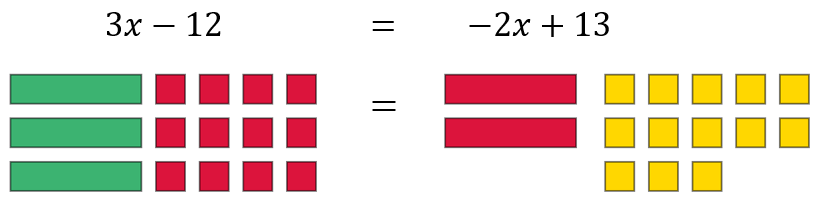 3x − 12 = −2x + 13
=